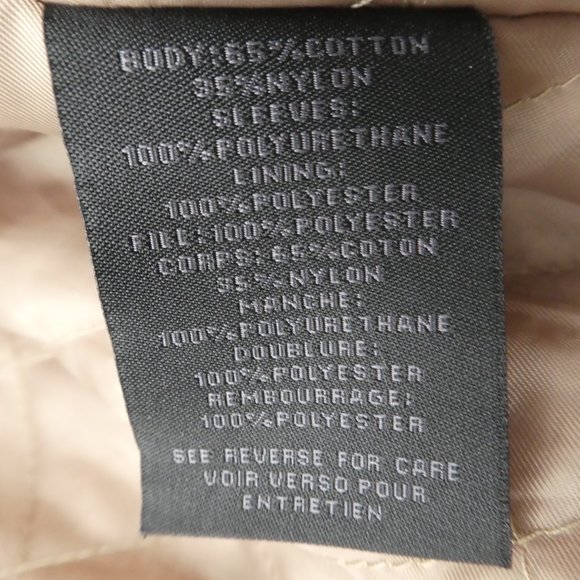 BODY: 65%COTTON
35%NYLON
SLEEVES:
100%POLYURETHANE
LINING:
100%POLYESTER
FILL:100%POLYESTER
CORPS: 65%COTON
35%NYLON
MANCHE:
100%POLYURETHANE
DOUBLURE:
100%POLYESTER
REMBOURRAGE:
100%POLYESTER
SEE REVERSE FOR CARE
VOIR VERSO POUR
ENTRETIEN